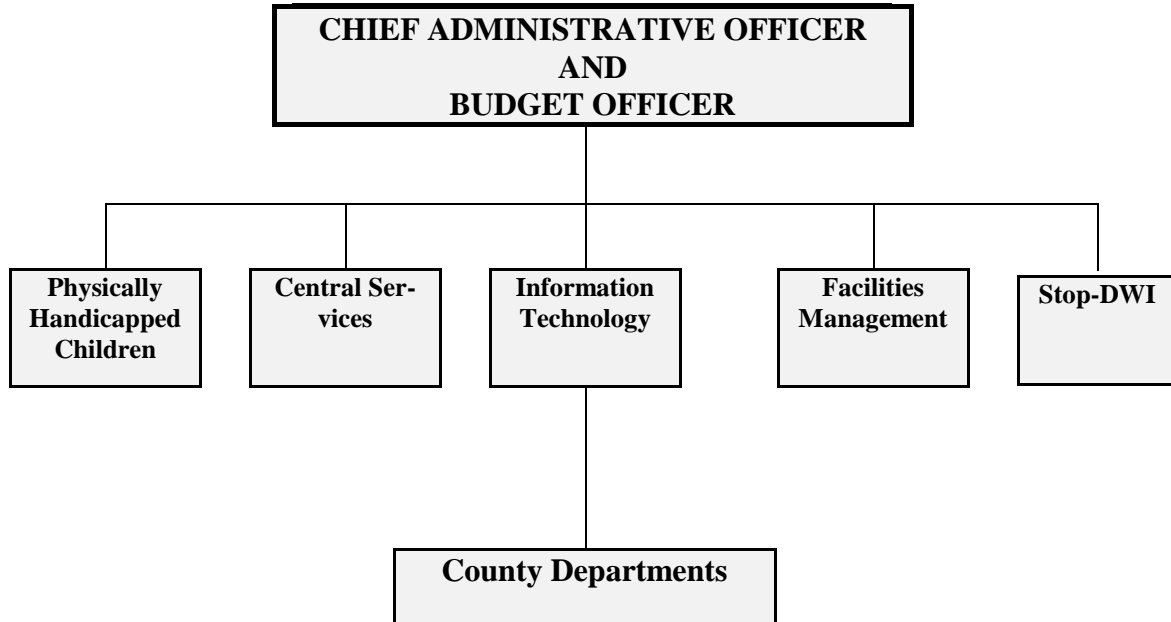 CHIEF ADMINISTRATIVE OFFICER
AND
BUDGET OFFICER
Physically
Handicapped
Children
Central Ser-
vices
Information
Technology
Facilities
Management
Stop-DWI
County Departments